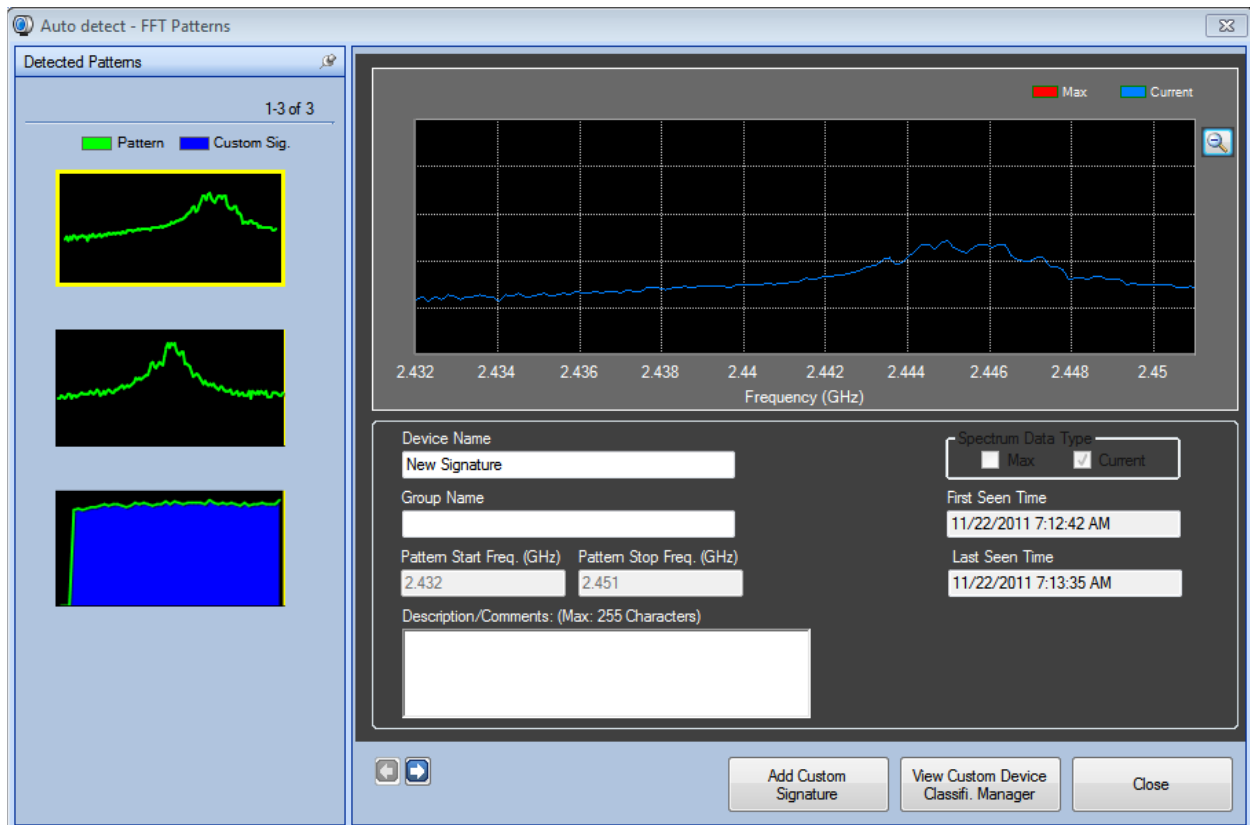 Auto detect - FFT Patterns
Detected Patterns
1-3 of 3
Pattern Custom Sig.
Max Current
2.432 2.434 2.436 2.438 2.44 2.442 2.444 2.446 2.448 2.45
Frequency (GHz)
Device Name
New Signature
Group Name
Pattern Start Freq. (GHz) Pattern Stop Freq. (GHz)
2.432 2.451
Description/Comments: (Max: 255 Characters)
Spectrum Data Type
Max Current
First Seen Time
11/22/2011 7:12:42 AM
Last Seen Time
11/22/2011 7:13:35 AM
Add Custom
Signature
View Custom Device
Classifi. Manager
Close